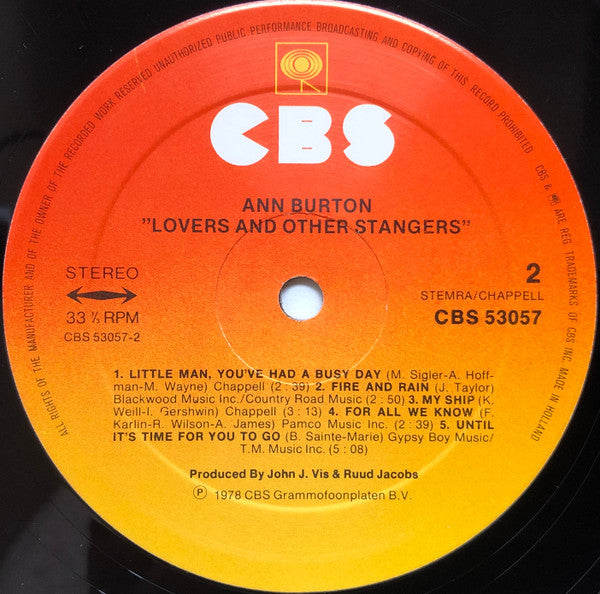 ALL RIGHTS OF THE MANUFACTURER AND OF THE OWNER OF THE RECORDED WORK RESERVED UNAUTHORIZED PUBLIC PERFORMANCE BROADCASTING AND COPYING OF THIS RECORD PROHIBITED CBS & ARE REG. TRADEMARKS OF CBS INC. MADE IN HOLLAND
CBS
ANN BURTON
"LOVERS AND OTHER STANGERS"
STEREO
33 ⅓ RPM
CBS 53057-2
2
STEMRA/CHAPPELL
CBS 53057
1. LITTLE MAN, YOU'VE HAD A BUSY DAY (M. Sigler-A. Hoff-
man-M. Wayne) Chappell (2 : 39) 2. FIRE AND RAIN (J. Taylor)
Blackwood Music Inc./Country Road Music (2 : 50) 3. MY SHIP (K.
Weill-I. Gershwin) Chappell (3 : 13) 4. FOR ALL WE KNOW (F.
Karlin-R. Wilson-A. James) Pamco Music Inc. (2 : 39) 5. UNTIL
IT'S TIME FOR YOU TO GO (B. Sainte-Marie) Gypsy Boy Music/
T.M. Music Inc. (5 : 08)
Produced By John J. Vis & Ruud Jacobs
Ⓟ 1978 CBS Grammofoonplaten B.V.